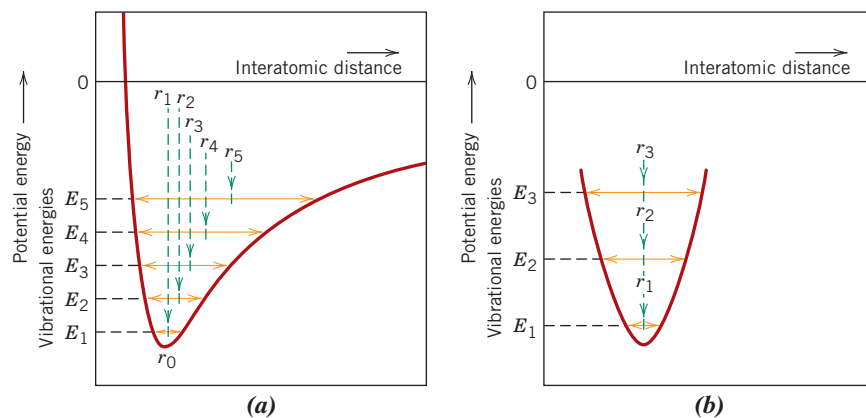 Interatomic distance
0
r1
r2
r3
r4
r5
Potential energy
Vibrational energies
E5
E4
E3
E2
E1
r0
(a)
Interatomic distance
0
r3
r2
r1
Potential energy
Vibrational energies
E3
E2
E1
(b)